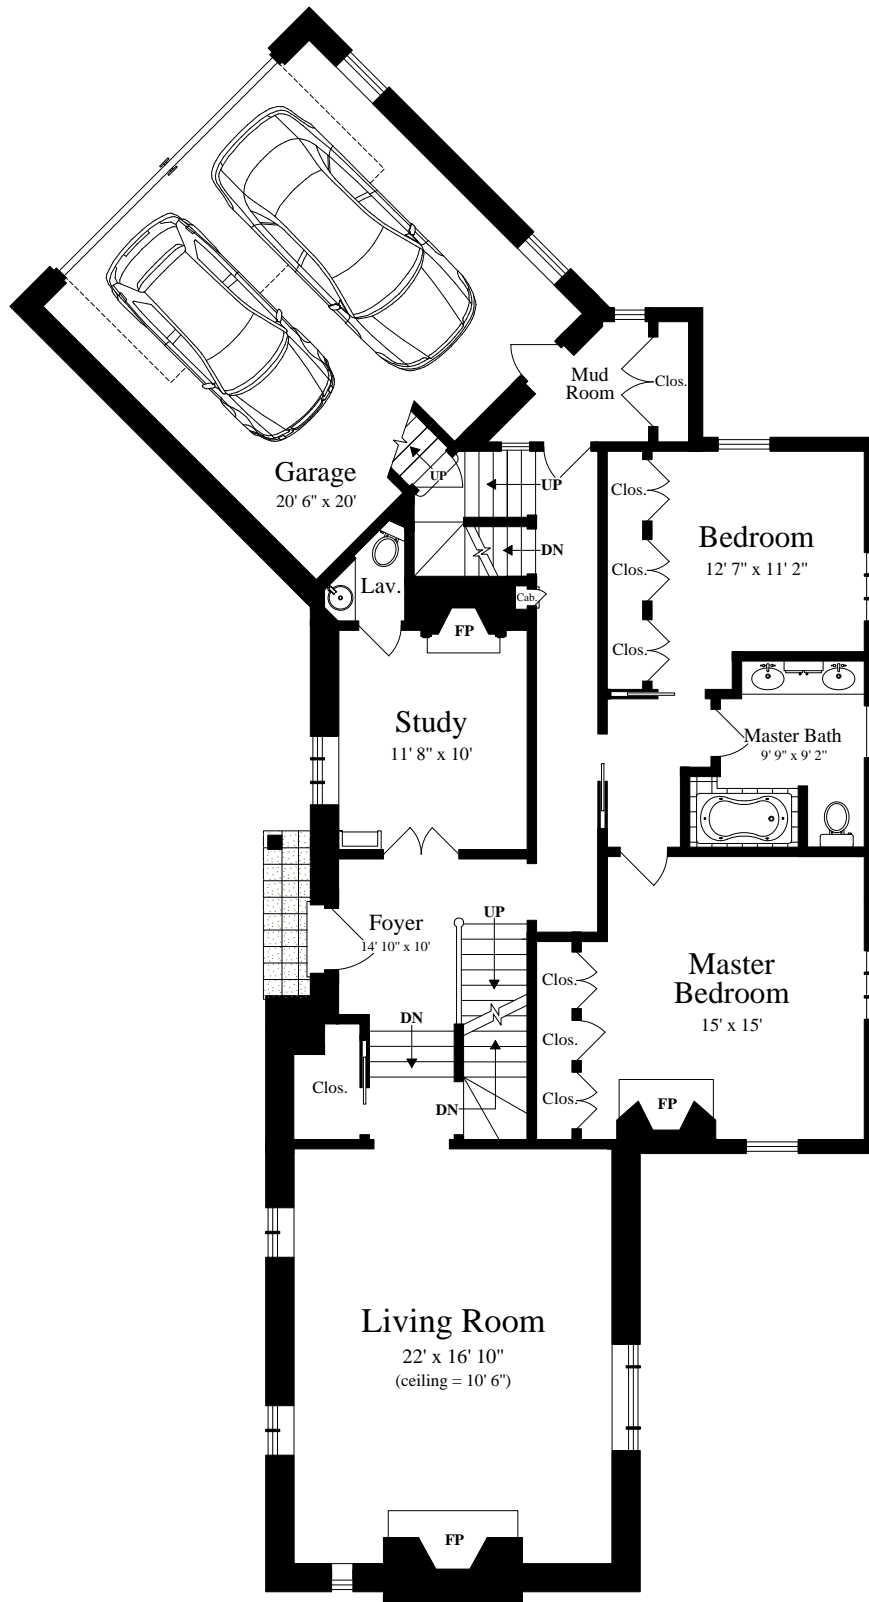 Mud
Room
Clos.
Garage
20' 6" x 20'
UP
UP
DN
Clos.
Clos.
Clos.
Bedroom
12' 7" x 11' 2"
Lav.
Cab.
FP
Study
11' 8" x 10'
Master Bath
9' 9" x 9' 2"
Foyer
14' 10" x 10'
UP
DN
DN
Clos.
Clos.
Clos.
Clos.
Master
Bedroom
15' x 15'
FP
Living Room
22' x 16' 10"
(ceiling = 10' 6")
FP